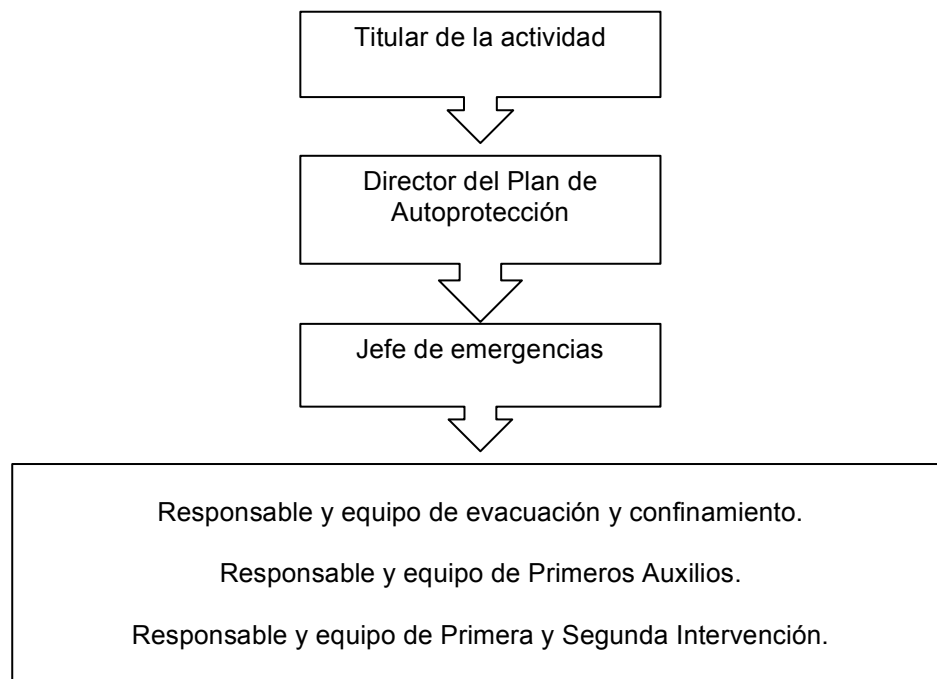 Titular de la actividad
Director del Plan de
Autoprotección
Jefe de emergencias
Responsable y equipo de evacuación y confinamiento.
Responsable y equipo de Primeros Auxilios.
Responsable y equipo de Primera y Segunda Intervención.